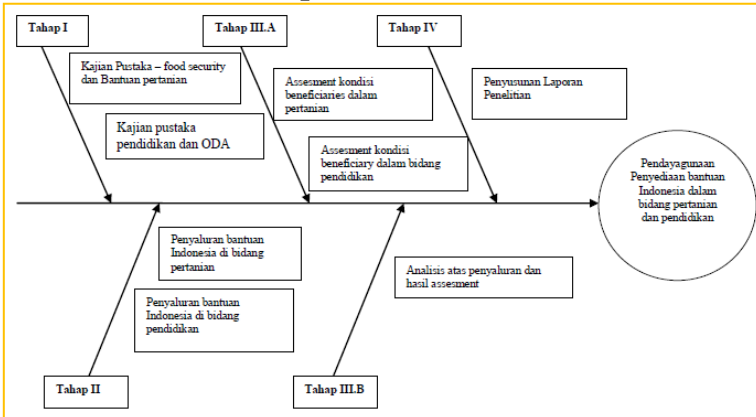 Tahap I
Tahap III.A
Tahap IV
Kajian Pustaka – food security
dan Bantuan pertanian
Kajian pustaka
pendidikan dan ODA
Assesment kondisi
beneficiaries dalam
pertanian
Assesment kondisi
beneficiary dalam bidang
pendidikan
Penyusunan Laporan
Penelitian
Pendayagunaan
Penyediaan bantuan
Indonesia dalam
bidang pertanian
dan pendidikan
Penyaluran bantuan
Indonesia di bidang
pertanian
Penyaluran bantuan
Indonesia di bidang
pendidikan
Analisis atas penyaluran dan
hasil assesment
Tahap II
Tahap III.B